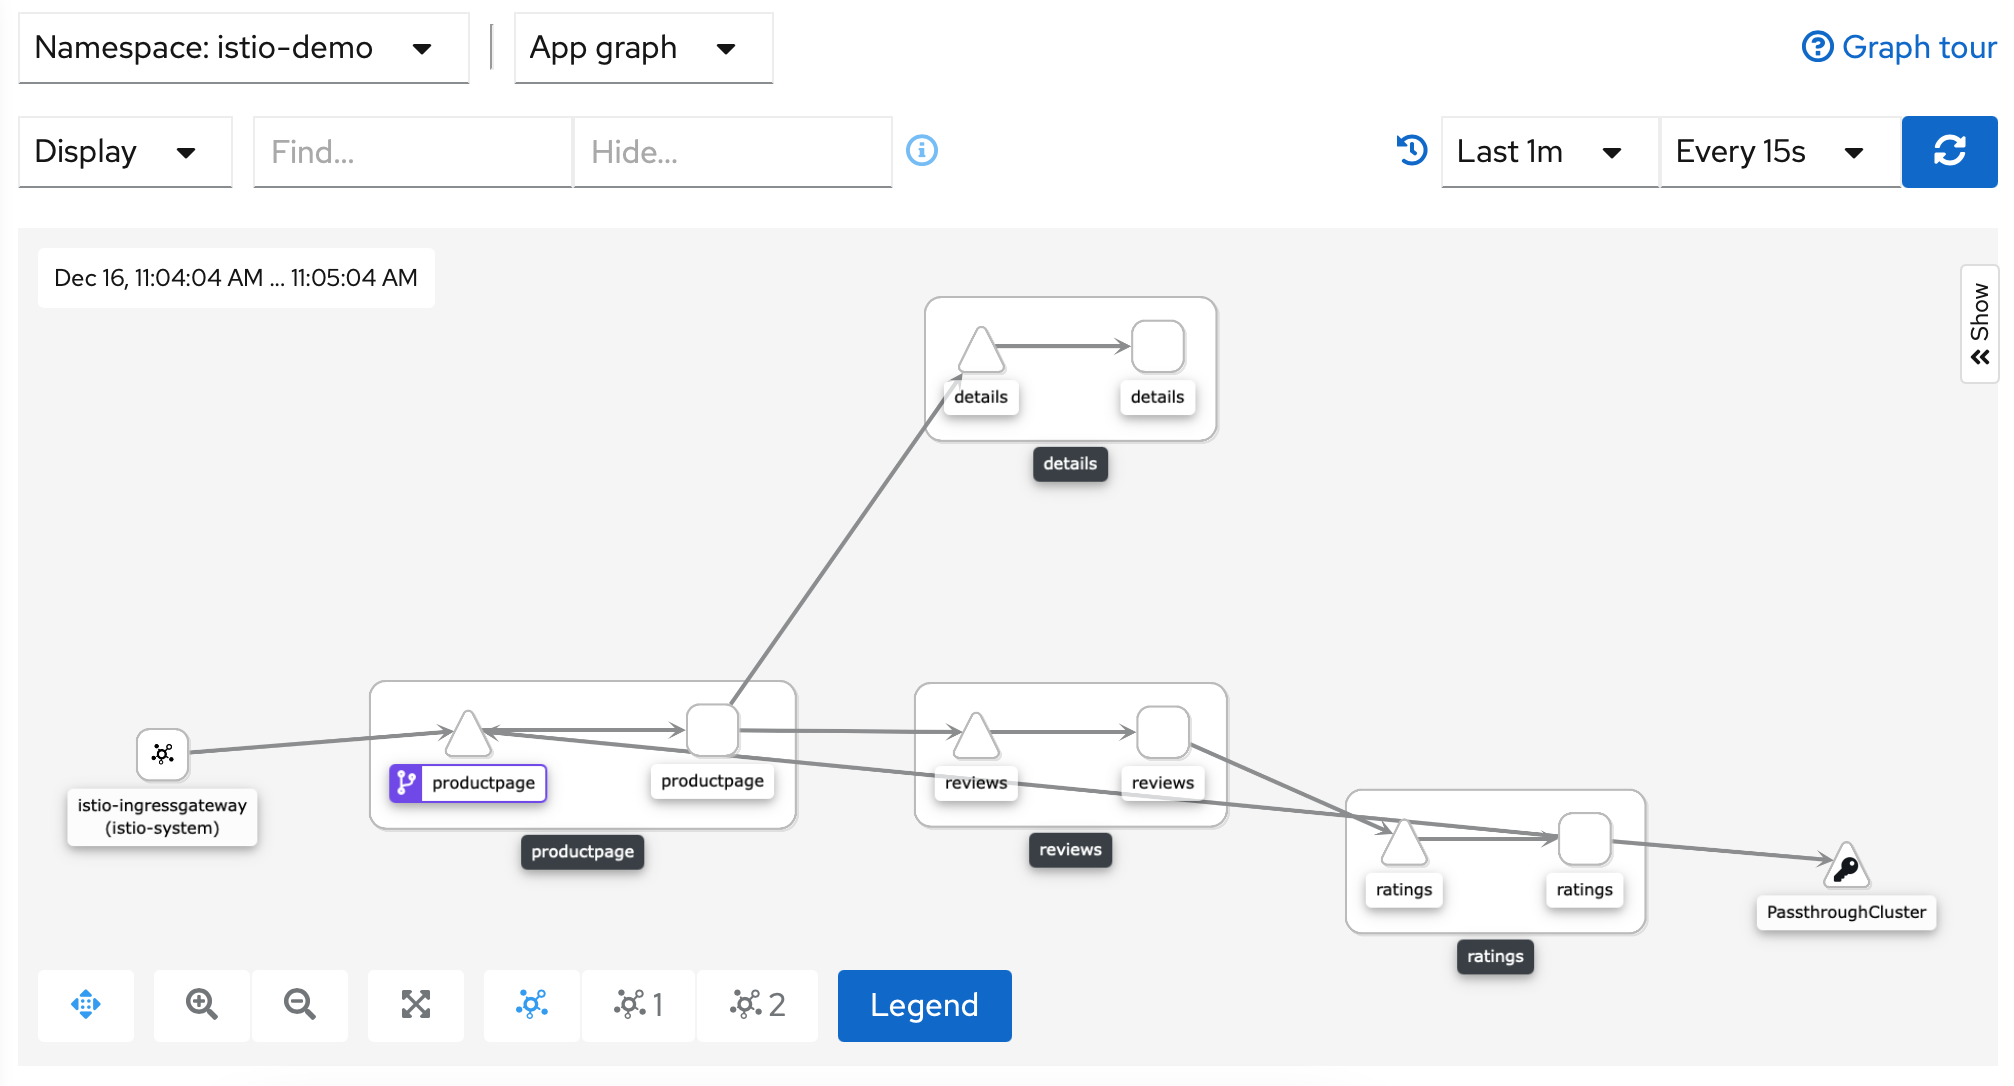 Namespace: istio-demo
App graph
Graph tour
Display
Find...
Hide...
Last 1m
Every 15s
Dec 16, 11:04:04 AM ... 11:05:04 AM
Show
details
details
details
istio-ingressgateway
(istio-system)
productpage
productpage
productpage
reviews
reviews
reviews
ratings
ratings
ratings
PassthroughCluster
1
2
Legend